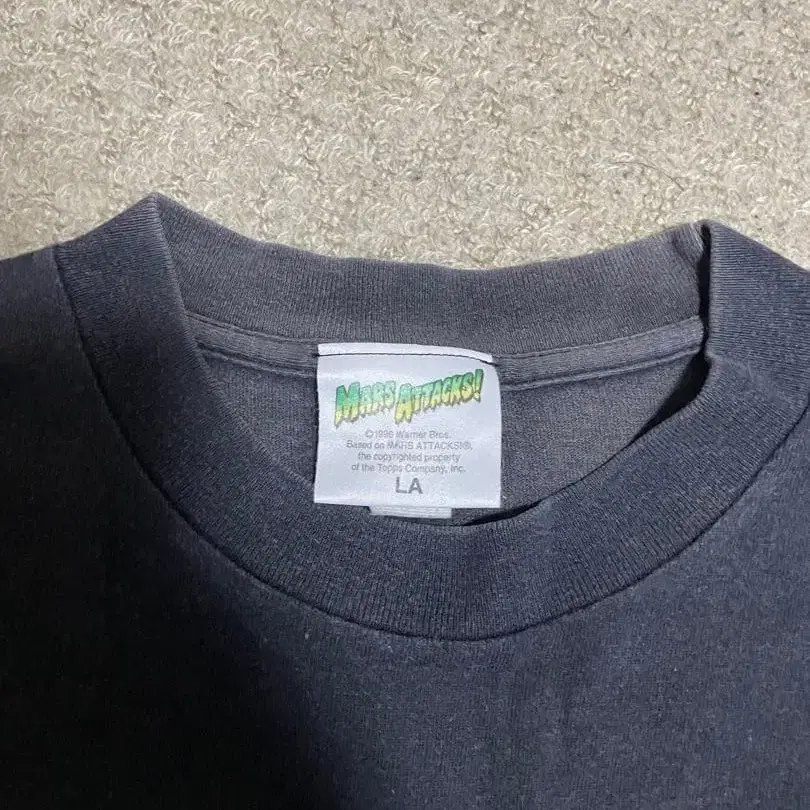 MARS ATTACKS!
©1996 Warner Bros.
Based on MARS ATTACKS!®,
the copyrighted property
of the Topps Company, Inc.
LA